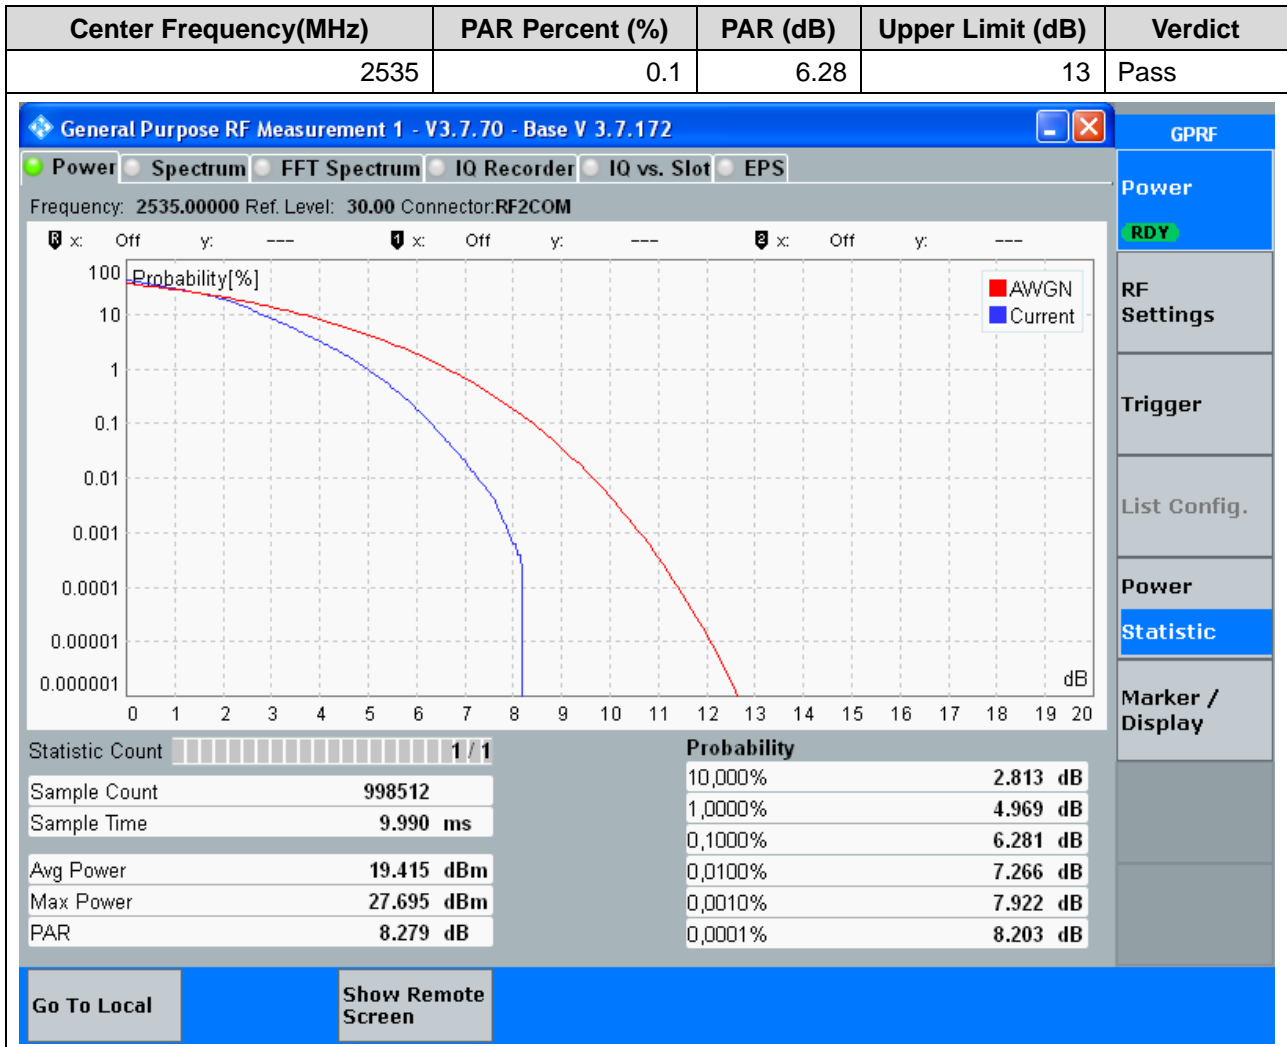 Center Frequency(MHz) PAR Percent (%) PAR (dB) Upper Limit (dB) Verdict
2535 0.1 6.28 13 Pass
General Purpose RF Measurement 1 - V3.7.70 - Base V 3.7.172
GPRF
Power Spectrum FFT Spectrum IQ Recorder IQ vs. Slot EPS
Frequency: 2535.00000 Ref. Level: 30.00 Connector:RF2COM
R x: Off y: --- 1 x: Off y: --- 2 x: Off y: ---
Probability[%]
AWGN
Current
100
10
1
0.1
0.01
0.001
0.0001
0.00001
0.000001
dB
0 1 2 3 4 5 6 7 8 9 10 11 12 13 14 15 16 17 18 19 20
Statistic Count 1 / 1
Sample Count 998512
Sample Time 9.990 ms
Avg Power 19.415 dBm
Max Power 27.695 dBm
PAR 8.279 dB
Probability
10,000% 2.813 dB
1,0000% 4.969 dB
0,1000% 6.281 dB
0,0100% 7.266 dB
0,0010% 7.922 dB
0,0001% 8.203 dB
Power
RDY
RF
Settings
Trigger
List Config.
Power
Statistic
Marker /
Display
Go To Local
Show Remote
Screen